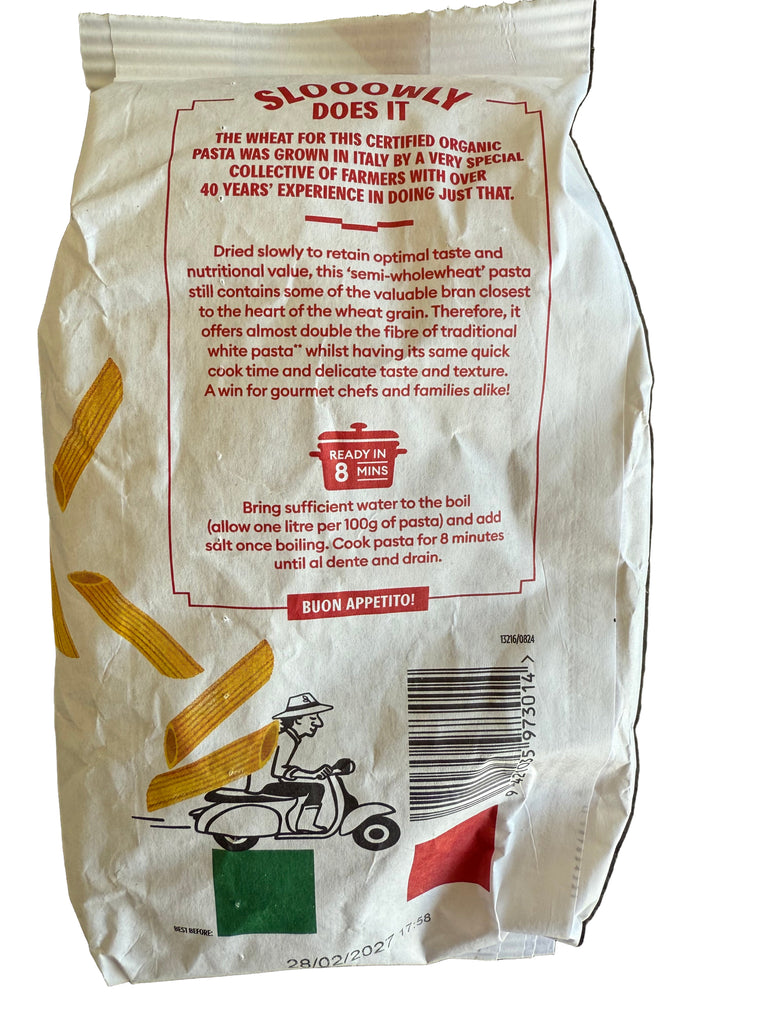 SLOOOWLY
DOES IT
THE WHEAT FOR THIS CERTIFIED ORGANIC
PASTA WAS GROWN IN ITALY BY A VERY SPECIAL
COLLECTIVE OF FARMERS WITH OVER
40 YEARS' EXPERIENCE IN DOING JUST THAT.
Dried slowly to retain optimal taste and
nutritional value, this 'semi-wholewheat' pasta
still contains some of the valuable bran closest
to the heart of the wheat grain. Therefore, it
offers almost double the fibre of traditional
white pasta** whilst having its same quick
cook time and delicate taste and texture.
A win for gourmet chefs and families alike!
READY IN
8 MINS
Bring sufficient water to the boil
(allow one litre per 100g of pasta) and add
salt once boiling. Cook pasta for 8 minutes
until al dente and drain.
BUON APPETITO!
13216/0824
BEST BEFORE:
28/02/2027 17:58